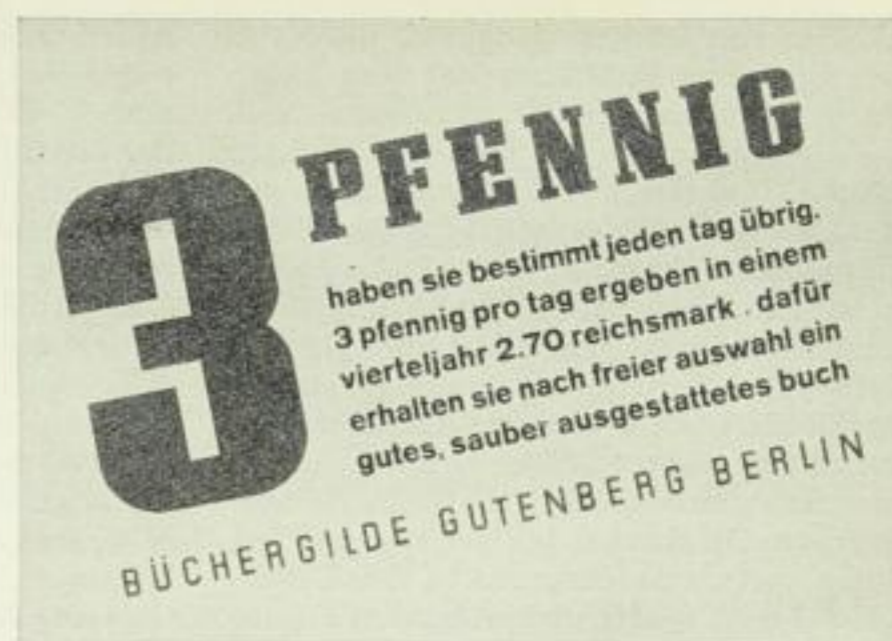 3 PFENNIG
haben sie bestimmt jeden tag übrig.
3 pfennig pro tag ergeben in einem
vierteljahr 2.70 reichsmark . dafür
erhalten sie nach freier auswahl ein
gutes, sauber ausgestattetes buch
BÜCHERGILDE GUTENBERG BERLIN